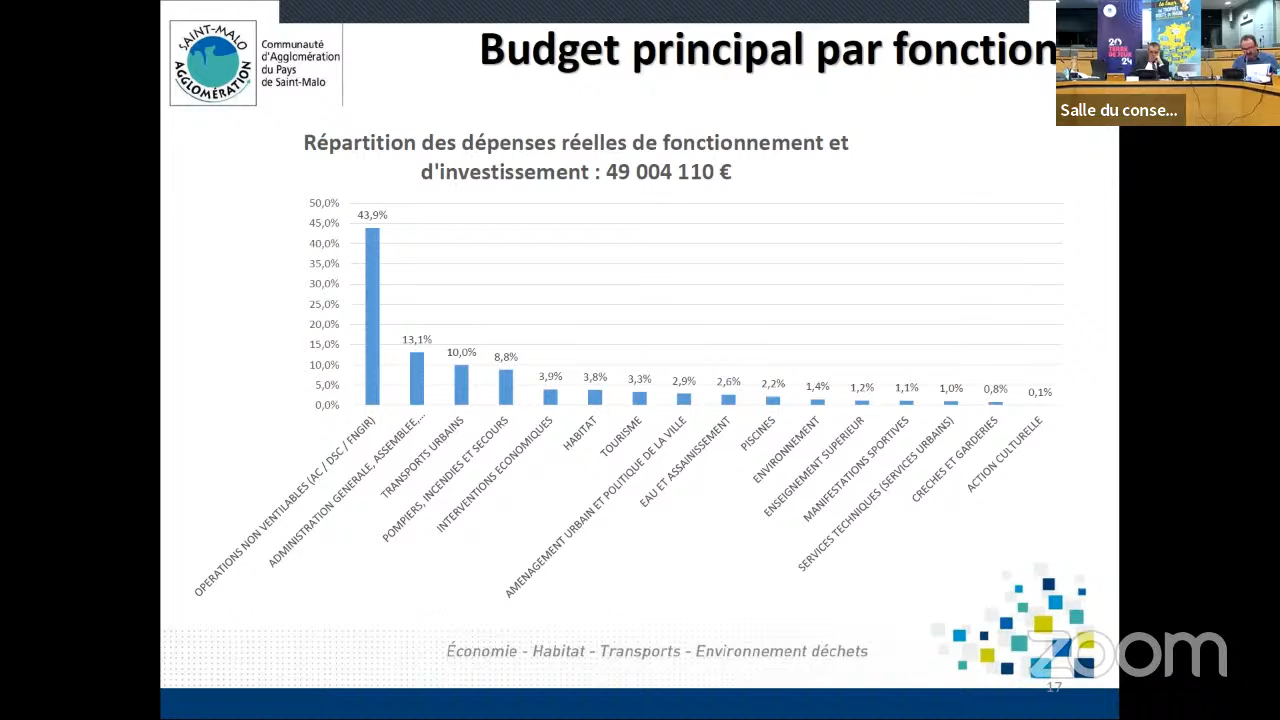 SAINT-MALO
AGGLOMÉRATION
Communauté
d'Agglomération
du Pays
de Saint-Malo
Budget principal par fonction
20
TERRE
DE JEUX
24
Salle du conse...
Répartition des dépenses réelles de fonctionnement et
d'investissement : 49 004 110 €
50,0%
45,0%
40,0%
35,0%
30,0%
25,0%
20,0%
15,0%
10,0%
5,0%
0,0%
43,9%
13,1%
10,0%
8,8%
3,9%
3,8%
3,3%
2,9%
2,6%
2,2%
1,4%
1,2%
1,1%
1,0%
0,8%
0,1%
OPERATIONS NON VENTILABLES (AC / DSC / FNGIR)
ADMINISTRATION GENERALE, ASSEMBLEE,...
TRANSPORTS URBAINS
POMPIERS, INCENDIES ET SECOURS
INTERVENTIONS ECONOMIQUES
HABITAT
TOURISME
AMENAGEMENT URBAIN ET POLITIQUE DE LA VILLE
EAU ET ASSAINISSEMENT
PISCINES
ENVIRONNEMENT
ENSEIGNEMENT SUPERIEUR
MANIFESTATIONS SPORTIVES
SERVICES TECHNIQUES (SERVICES URBAINS)
CRECHES ET GARDERIES
ACTION CULTURELLE
Économie - Habitat - Transports - Environnement déchets
zoom
17